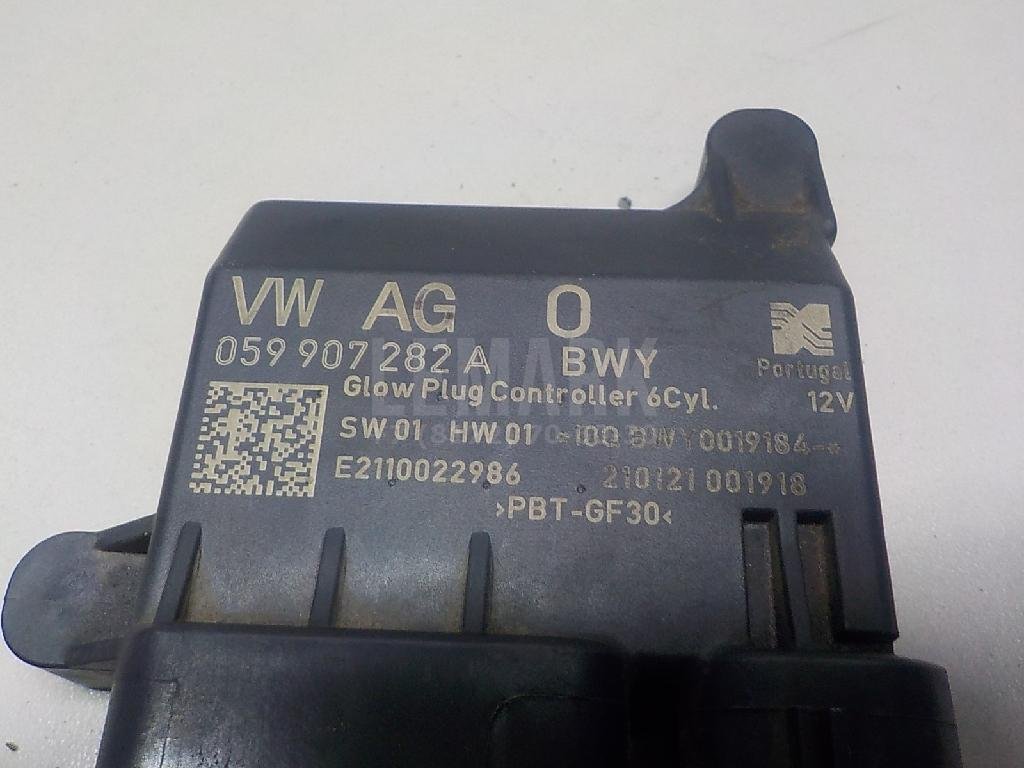 VW AG O
059 907 282 A BWY
Portugal
Glow Plug Controller 6Cyl. 12V
SW 01 HW 01
E2110022986 210121 001918
>PBT-GF30<